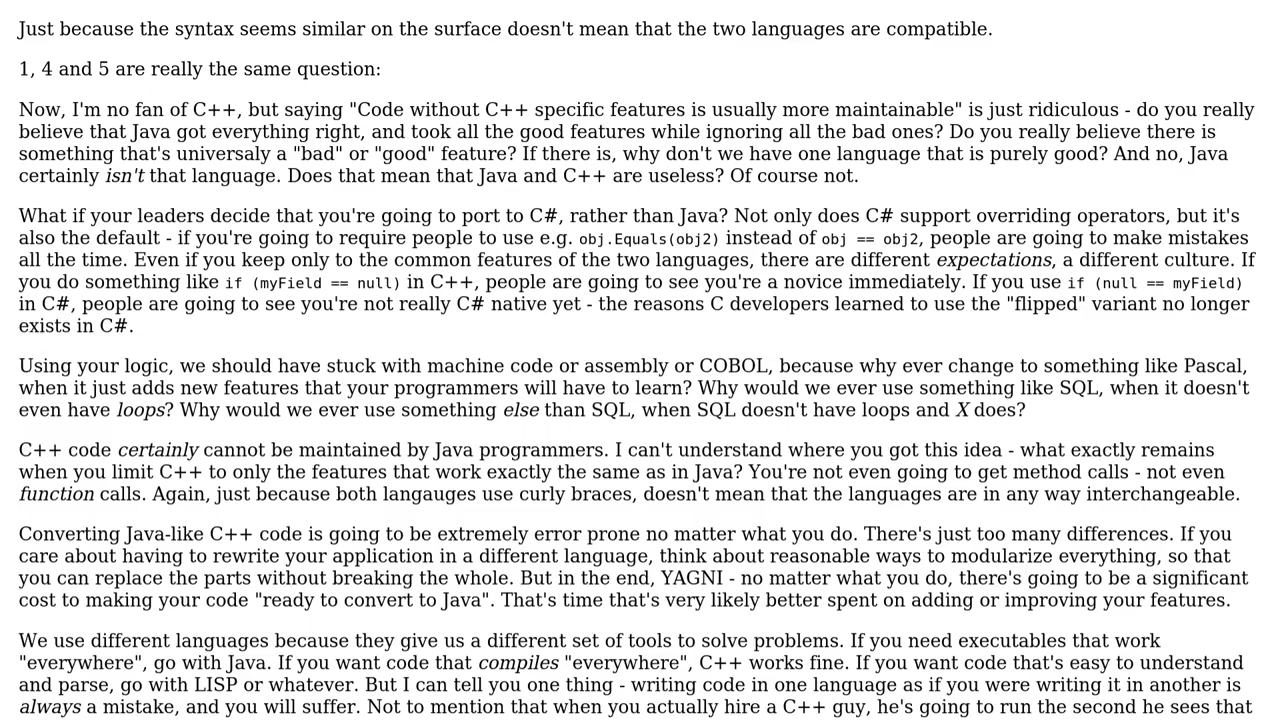 Just because the syntax seems similar on the surface doesn't mean that the two languages are compatible.
1, 4 and 5 are really the same question:
Now, I'm no fan of C++, but saying "Code without C++ specific features is usually more maintainable" is just ridiculous - do you really
believe that Java got everything right, and took all the good features while ignoring all the bad ones? Do you really believe there is
something that's universaly a "bad" or "good" feature? If there is, why don't we have one language that is purely good? And no, Java
certainly isn't that language. Does that mean that Java and C++ are useless? Of course not.
What if your leaders decide that you're going to port to C#, rather than Java? Not only does C# support overriding operators, but it's
also the default - if you're going to require people to use e.g. obj.Equals(obj2) instead of obj == obj2, people are going to make mistakes
all the time. Even if you keep only to the common features of the two languages, there are different expectations, a different culture. If
you do something like if (myField == null) in C++, people are going to see you're a novice immediately. If you use if (null == myField)
in C#, people are going to see you're not really C# native yet - the reasons C developers learned to use the "flipped" variant no longer
exists in C#.
Using your logic, we should have stuck with machine code or assembly or COBOL, because why ever change to something like Pascal,
when it just adds new features that your programmers will have to learn? Why would we ever use something like SQL, when it doesn't
even have loops? Why would we ever use something else than SQL, when SQL doesn't have loops and X does?
C++ code certainly cannot be maintained by Java programmers. I can't understand where you got this idea - what exactly remains
when you limit C++ to only the features that work exactly the same as in Java? You're not even going to get method calls - not even
function calls. Again, just because both langauges use curly braces, doesn't mean that the languages are in any way interchangeable.
Converting Java-like C++ code is going to be extremely error prone no matter what you do. There's just too many differences. If you
care about having to rewrite your application in a different language, think about reasonable ways to modularize everything, so that
you can replace the parts without breaking the whole. But in the end, YAGNI - no matter what you do, there's going to be a significant
cost to making your code "ready to convert to Java". That's time that's very likely better spent on adding or improving your features.
We use different languages because they give us a different set of tools to solve problems. If you need executables that work
"everywhere", go with Java. If you want code that compiles "everywhere", C++ works fine. If you want code that's easy to understand
and parse, go with LISP or whatever. But I can tell you one thing - writing code in one language as if you were writing it in another is
always a mistake, and you will suffer. Not to mention that when you actually hire a C++ guy, he's going to run the second he sees that